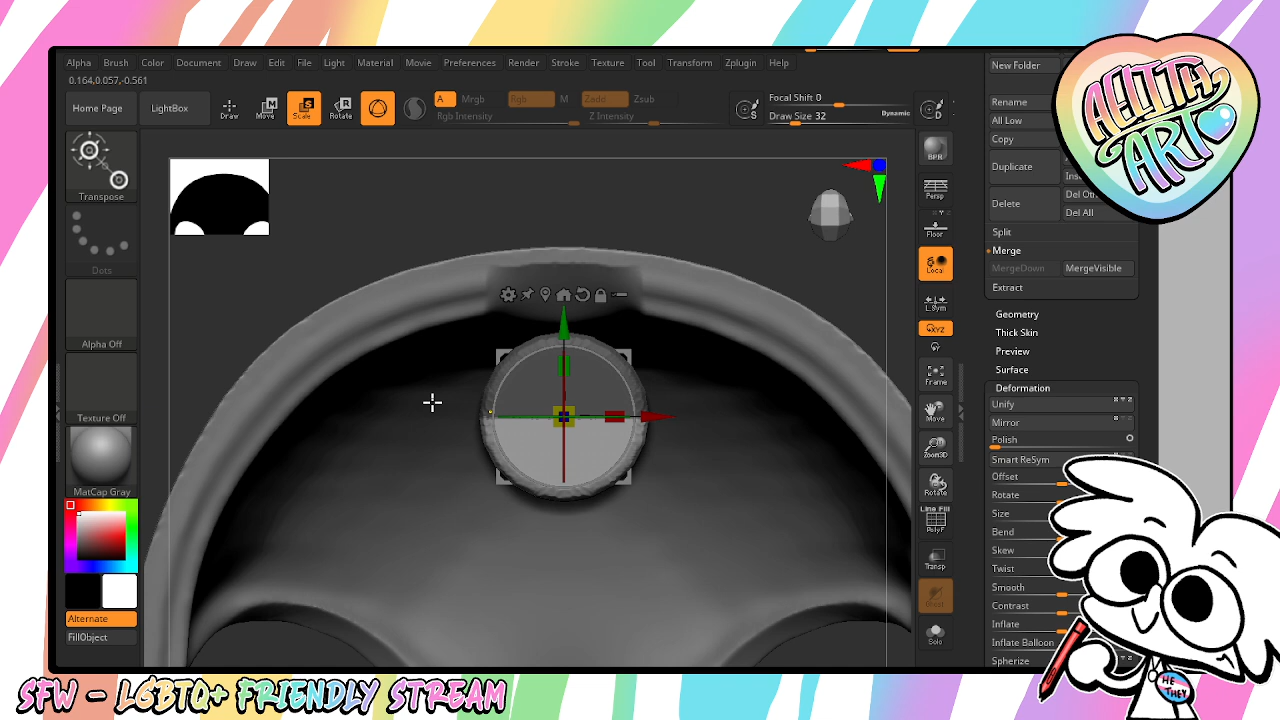 Alpha Brush Color Document Draw Edit File Light Material Movie Preferences Render Stroke Texture Tool Transform Zplugin Help
0.164,0.057,-0.561
Home Page
LightBox
Draw
Move
Scale
Rotate
A
Mrgb
Rgb
M
Zadd
Zsub
Rgb Intensity
Z Intensity
Focal Shift 0
Draw Size 32
Dynamic
Transpose
Dots
Alpha Off
Texture Off
MatCap Gray
Alternate
FillObject
BPR
Persp
Floor
Local
L.Sym
XYZ
Frame
Move
Zoom3D
Rotate
Line Fill
PolyF
Transp
Solo
New Folder
Rename
All Low
Copy
Duplicate
Delete
Del All
Split
Merge
MergeDown
MergeVisible
Extract
Geometry
Thick Skin
Preview
Surface
Deformation
Unify
Mirror
Polish
Smart ReSym
Offset
Rotate
Size
Bend
Skew
Twist
Smooth
Contrast
Inflate
Inflate Balloon
Spherize
AELITH
ART
HE
THEY
SFW - LGBTQ+ FRIENDLY STREAM